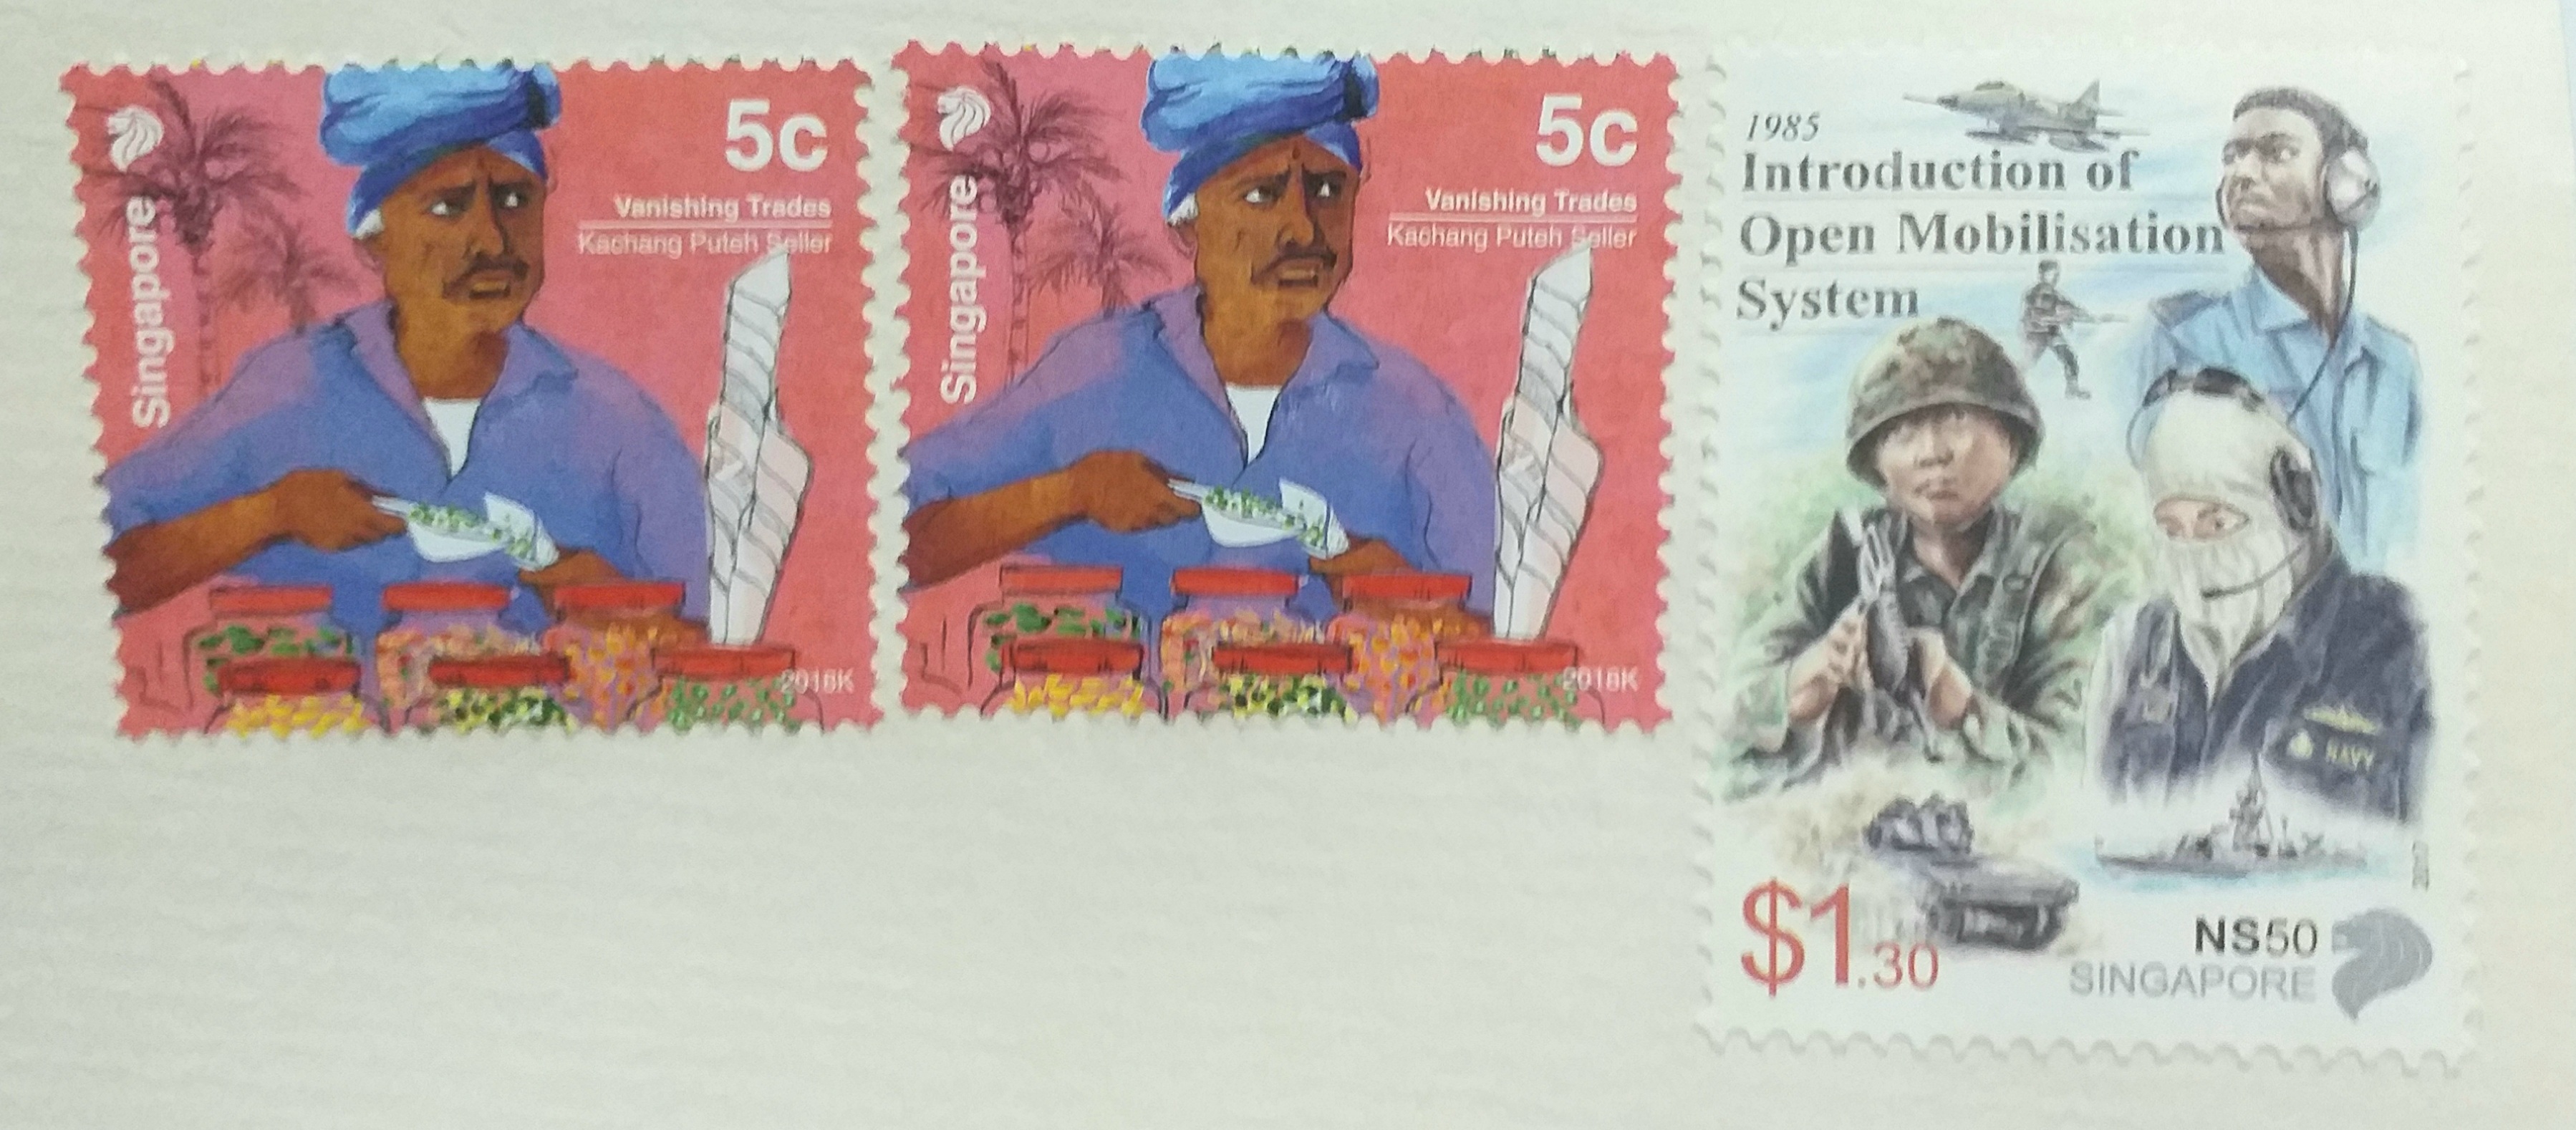 Singapore
5c
Vanishing Trades
Kachang Puteh Seller
2016K
Singapore
5c
Vanishing Trades
Kachang Puteh Seller
2016K
1985
Introduction of
Open Mobilisation
System
NAVY
$1.30
NS50
SINGAPORE